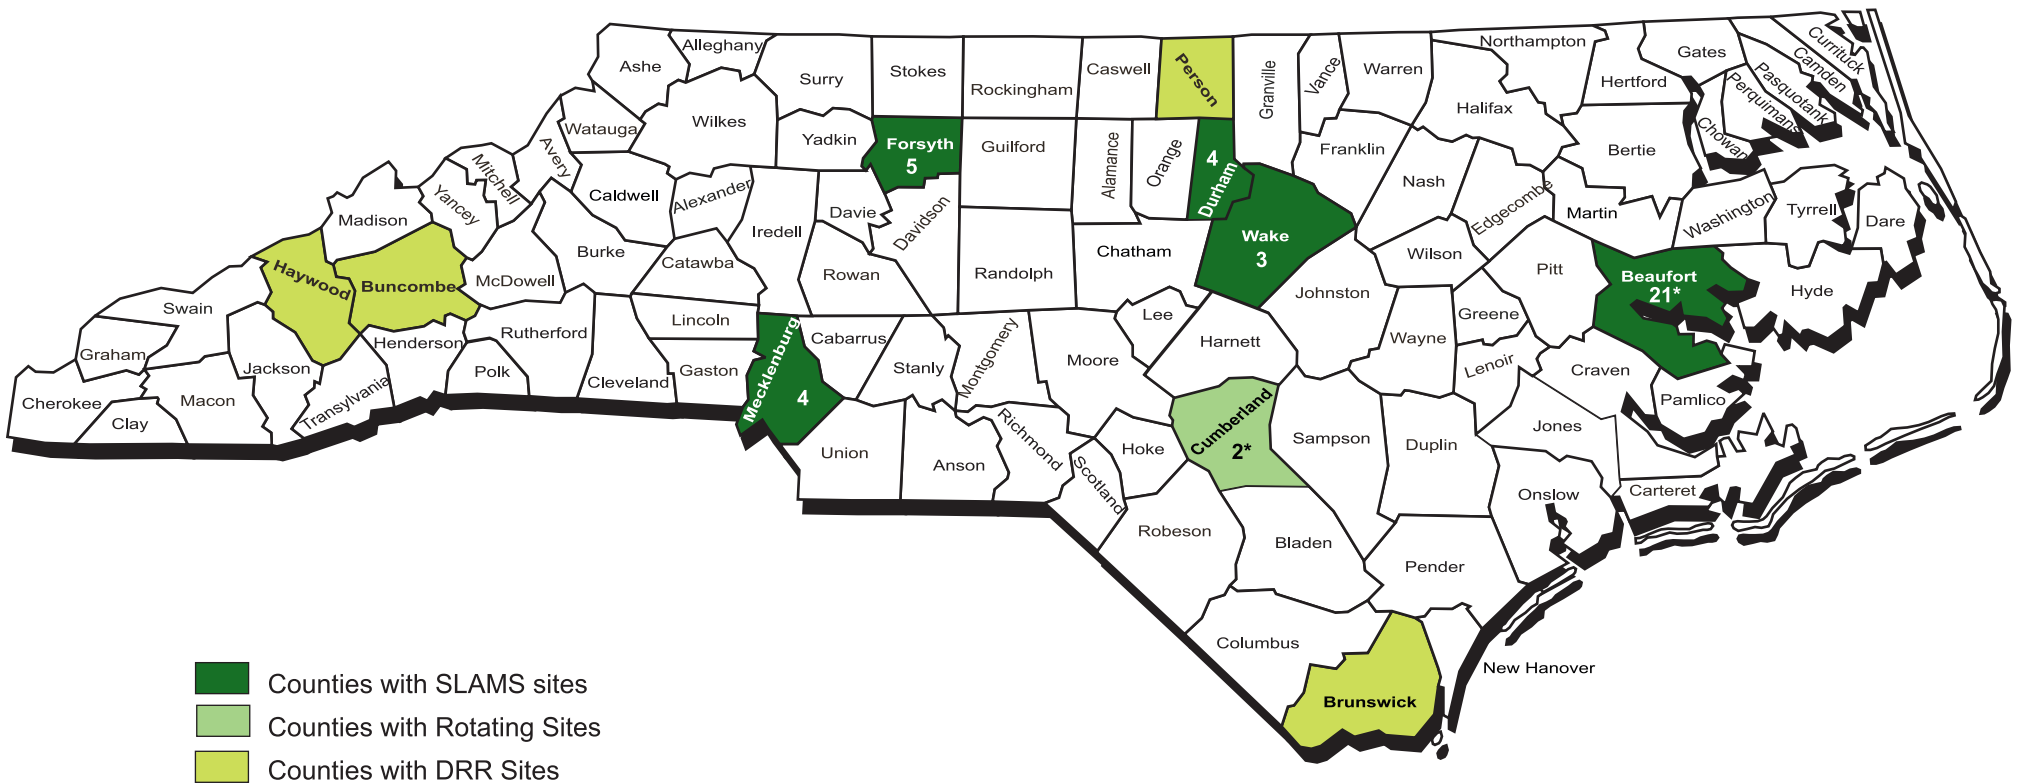 Ashe
Alleghany
Surry
Stokes
Rockingham
Caswell
Person
Granville
Vance
Warren
Northampton
Hertford
Gates
Currituck
Camden
Pasquotank
Perquimans
Chowan
Halifax
Watauga
Wilkes
Yadkin
Forsyth
5
Guilford
Alamance
Orange
4
Durham
Franklin
Nash
Edgecombe
Bertie
Martin
Washington
Tyrrell
Dare
Avery
Mitchell
Yancey
Madison
Caldwell
Alexander
Iredell
Davie
Davidson
Randolph
Chatham
Wake
3
Wilson
Pitt
Beaufort
21*
Hyde
Haywood
Buncombe
McDowell
Burke
Catawba
Rowan
Swain
Graham
Jackson
Henderson
Rutherford
Lincoln
Cabarrus
Stanly
Montgomery
Moore
Lee
Harnett
Johnston
Wayne
Greene
Lenoir
Craven
Pamlico
Cherokee
Clay
Macon
Transylvania
Polk
Cleveland
Gaston
Mecklenburg
4
Union
Anson
Richmond
Scotland
Hoke
Cumberland
2*
Sampson
Duplin
Jones
Carteret
Onslow
Robeson
Bladen
Pender
Columbus
New Hanover
Brunswick
Counties with SLAMS sites
Counties with Rotating Sites
Counties with DRR Sites